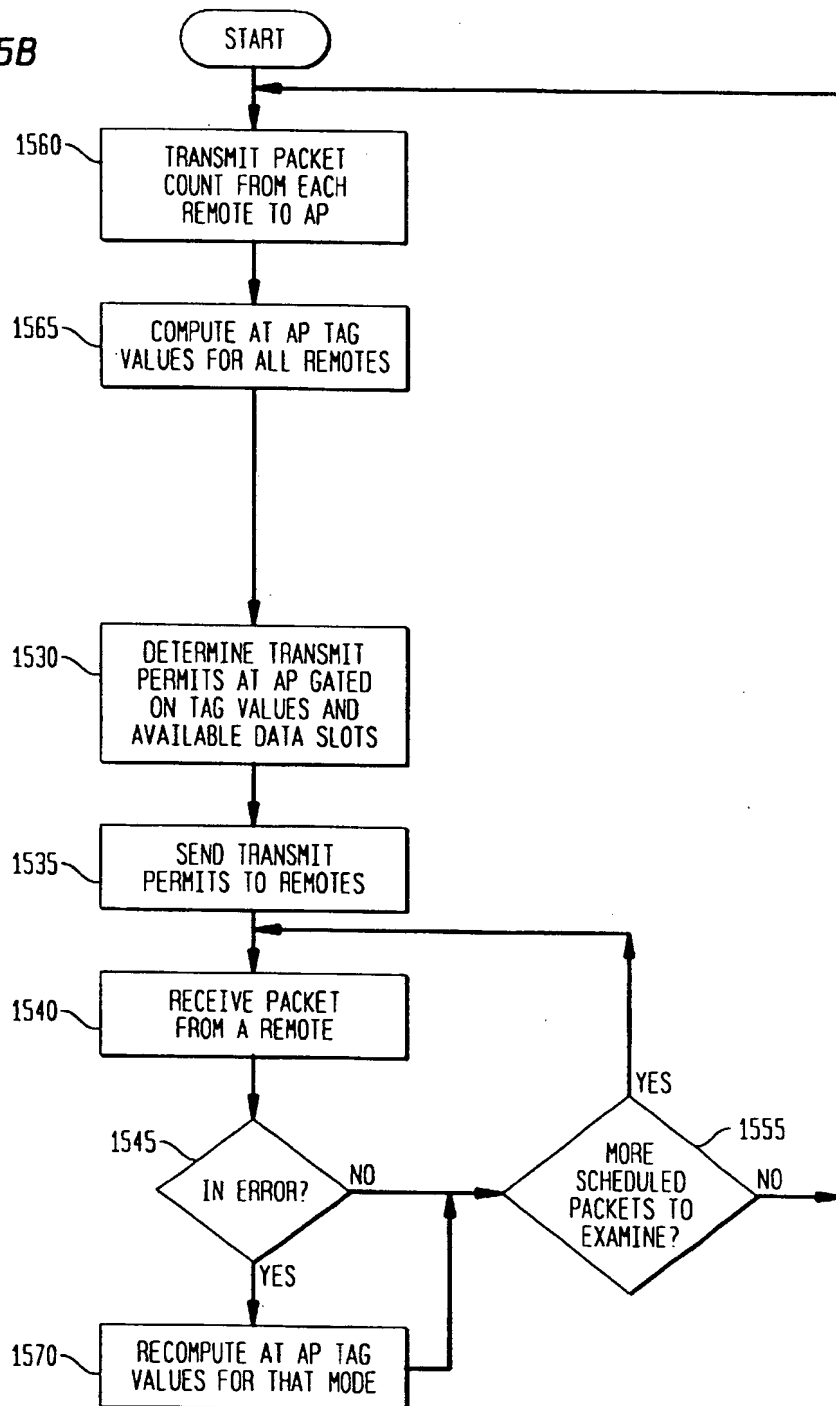 5B
START
1560
TRANSMIT PACKET
COUNT FROM EACH
REMOTE TO AP
1565
COMPUTE AT AP TAG
VALUES FOR ALL REMOTES
1530
DETERMINE TRANSMIT
PERMITS AT AP GATED
ON TAG VALUES AND
AVAILABLE DATA SLOTS
1535
SEND TRANSMIT
PERMITS TO REMOTES
1540
RECEIVE PACKET
FROM A REMOTE
YES
1545
IN ERROR?
NO
1555
MORE
SCHEDULED
PACKETS TO
EXAMINE?
NO
YES
1570
RECOMPUTE AT AP TAG
VALUES FOR THAT MODE